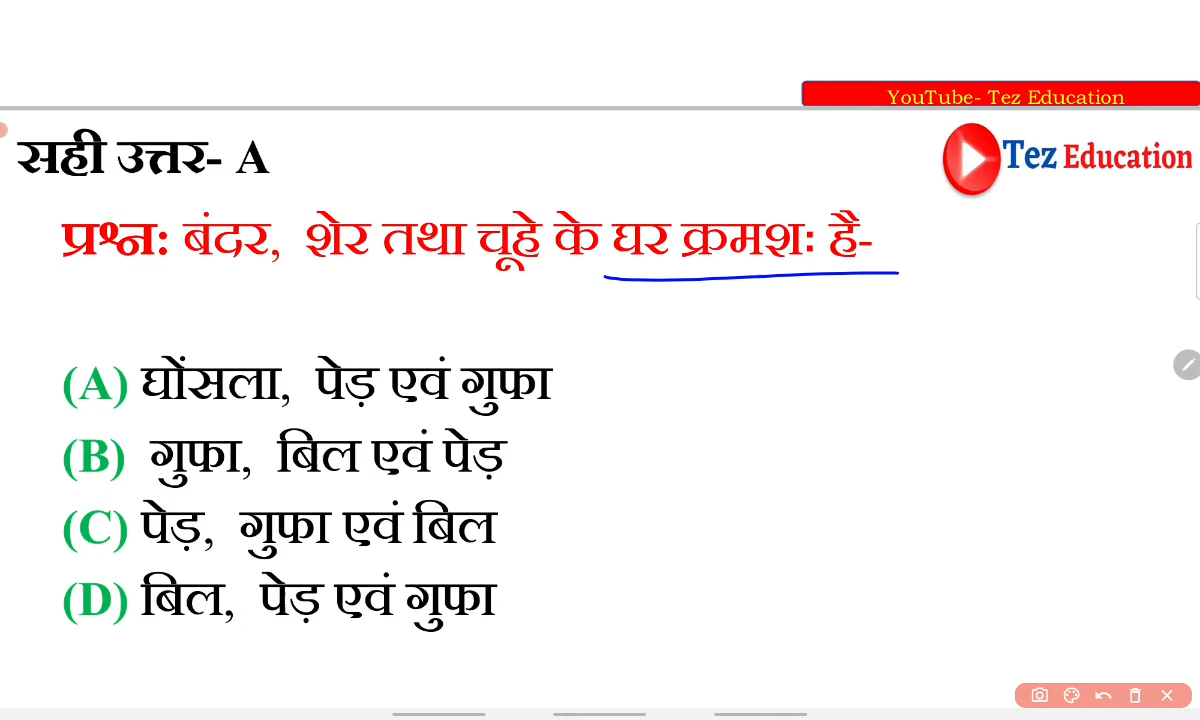 YouTube- Tez Education
सही उत्तर- A
Tez Education
प्रश्न: बंदर, शेर तथा चूहे के घर क्रमशः है-
(A) घोंसला, पेड़ एवं गुफा
(B) गुफा, बिल एवं पेड़
(C) पेड़, गुफा एवं बिल
(D) बिल, पेड़ एवं गुफा